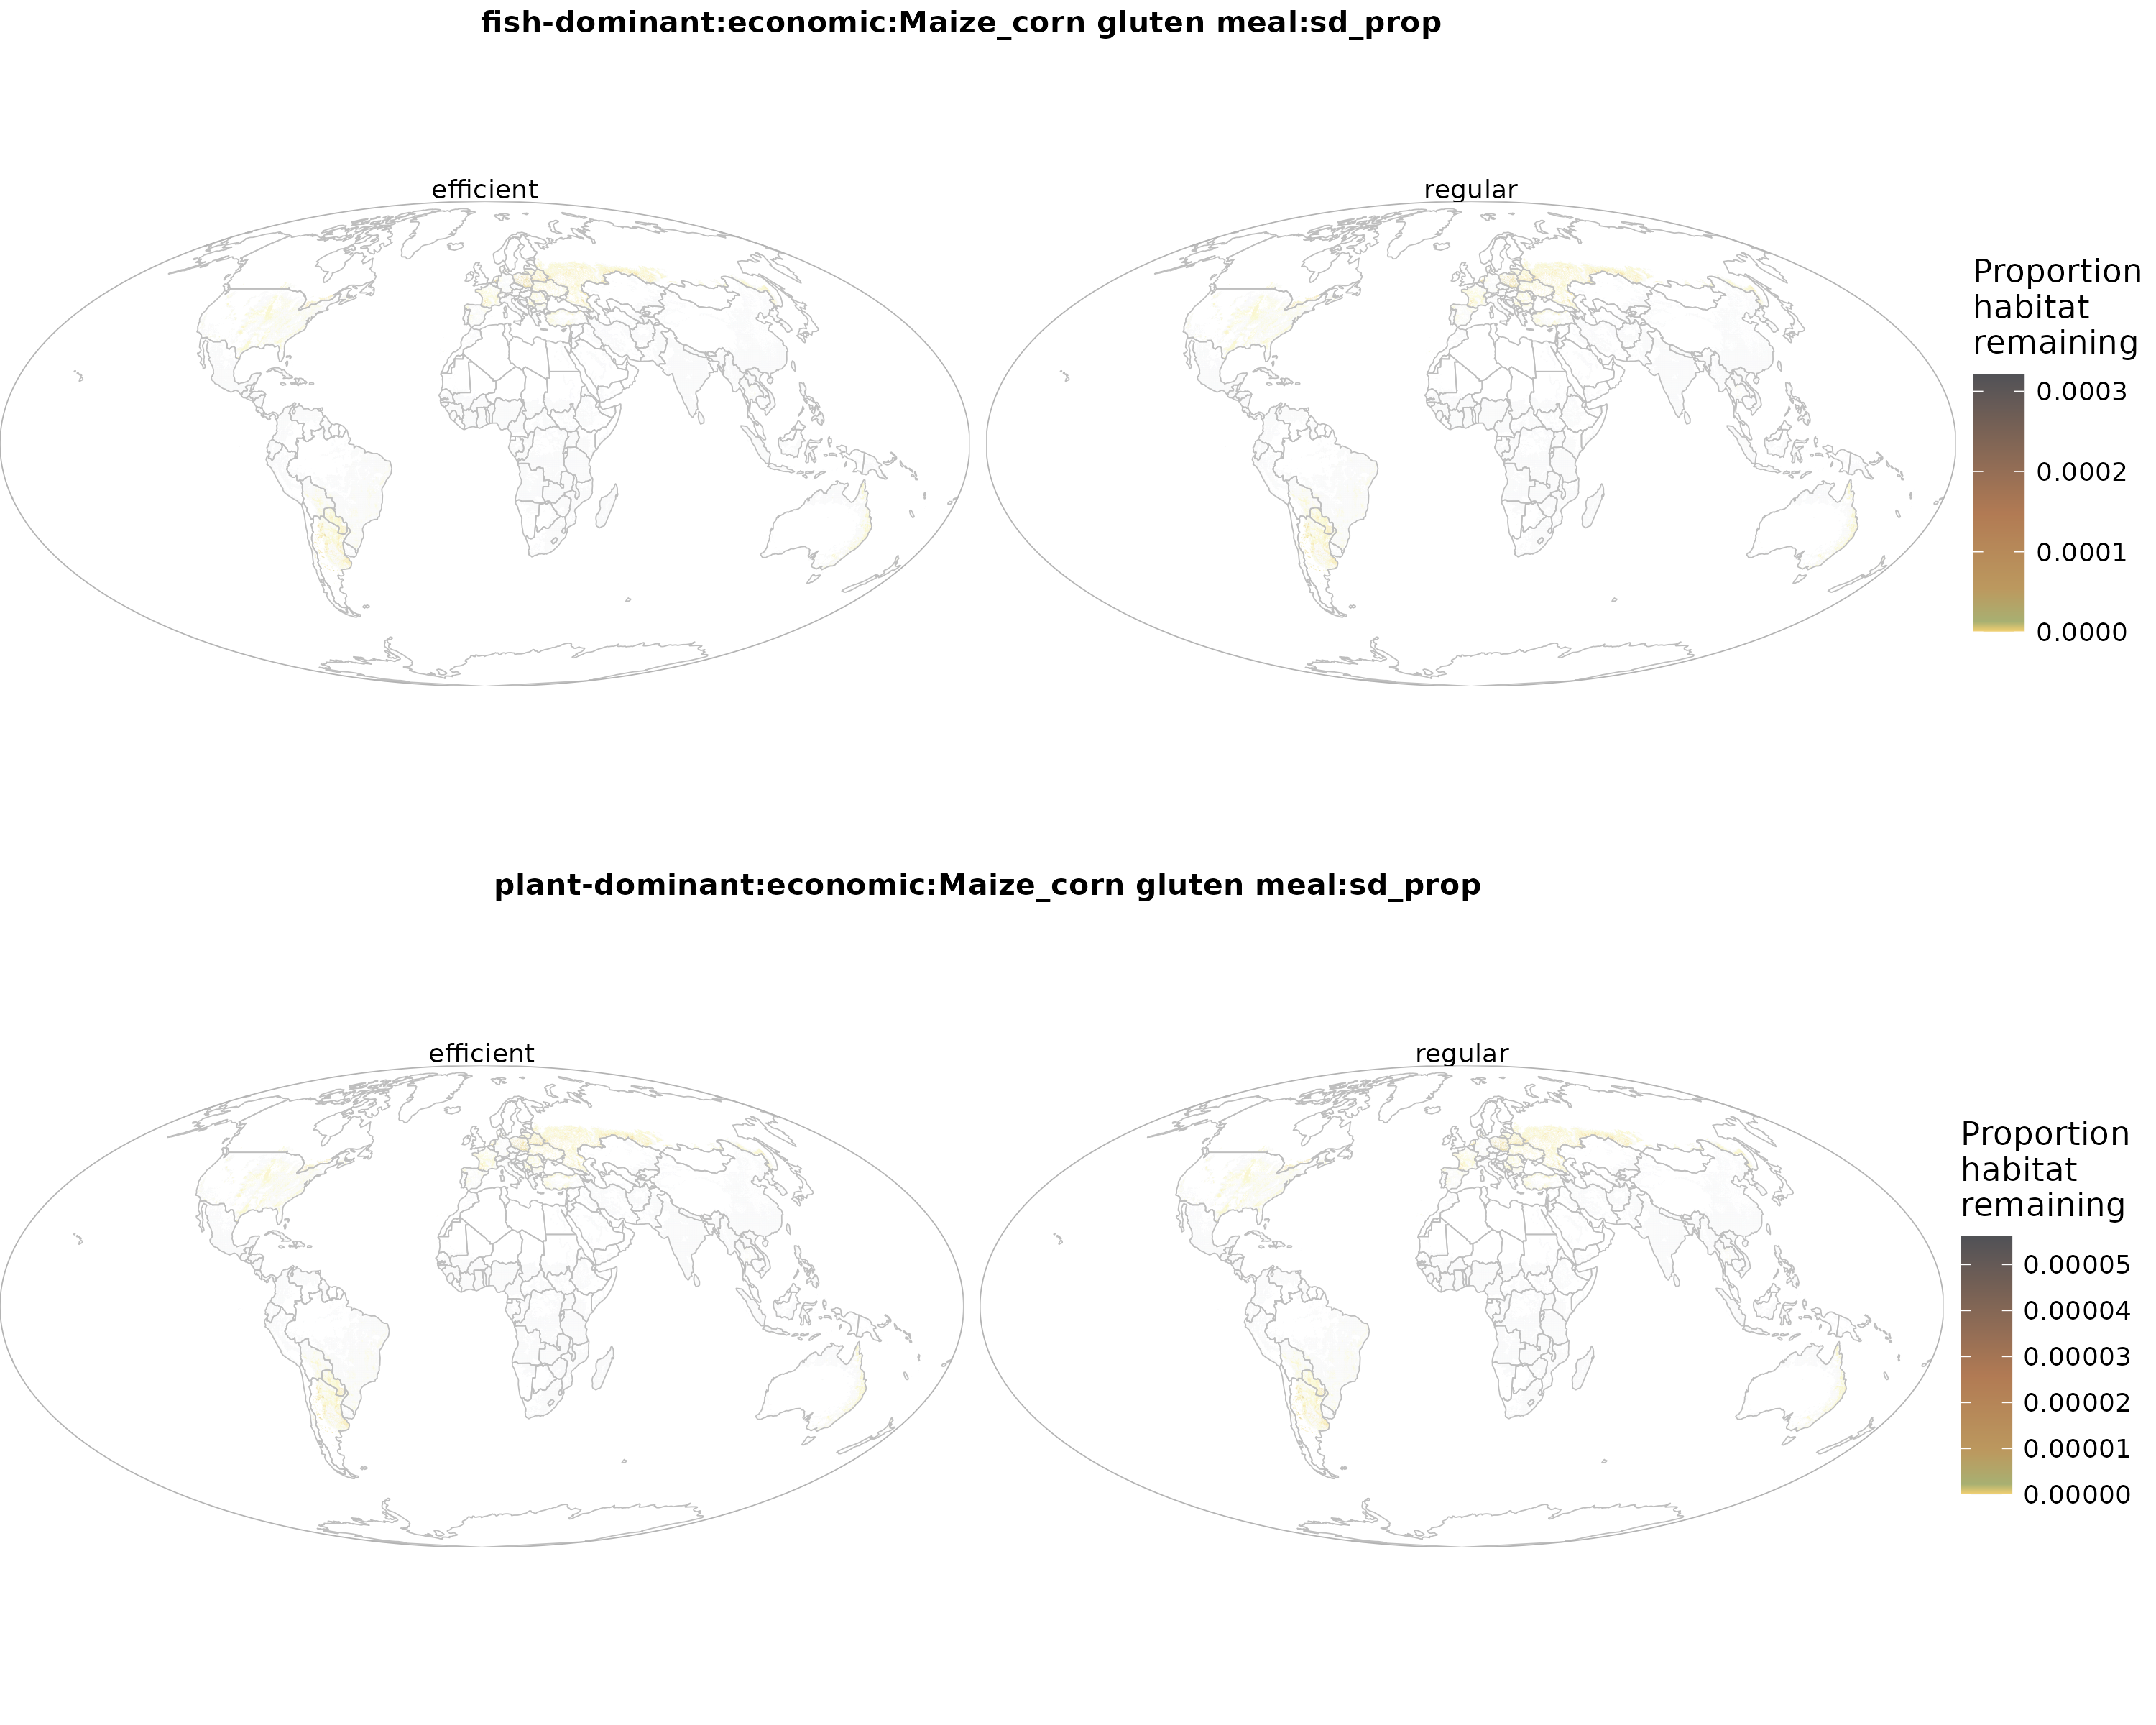 fish-dominant:economic:Maize_corn gluten meal:sd_prop
efficient
regular
Proportion
habitat
remaining
0.0003
0.0002
0.0001
0.0000
plant-dominant:economic:Maize_corn gluten meal:sd_prop
efficient
regular
Proportion
habitat
remaining
0.00005
0.00004
0.00003
0.00002
0.00001
0.00000